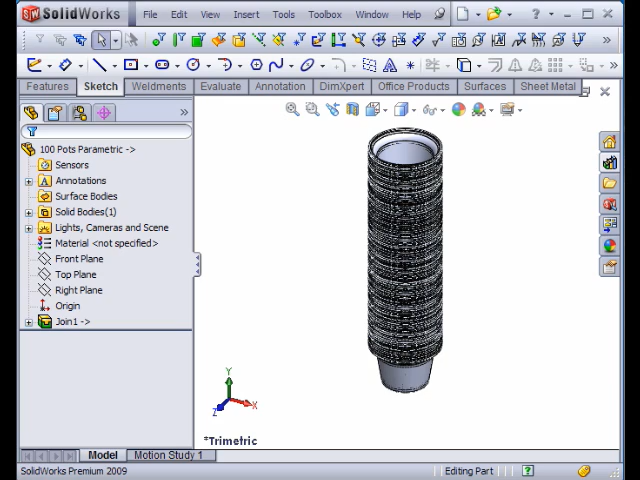 SolidWorks File Edit View Insert Tools Toolbox Window Help
Features Sketch Weldments Evaluate Annotation DimXpert Office Products Surfaces Sheet Metal
100 Pots Parametric ->
Sensors
Annotations
Surface Bodies
Solid Bodies(1)
Lights, Cameras and Scene
Material <not specified>
Front Plane
Top Plane
Right Plane
Origin
Join1 ->
Y
X
Z
*Trimetric
Model Motion Study 1
SolidWorks Premium 2009 Editing Part